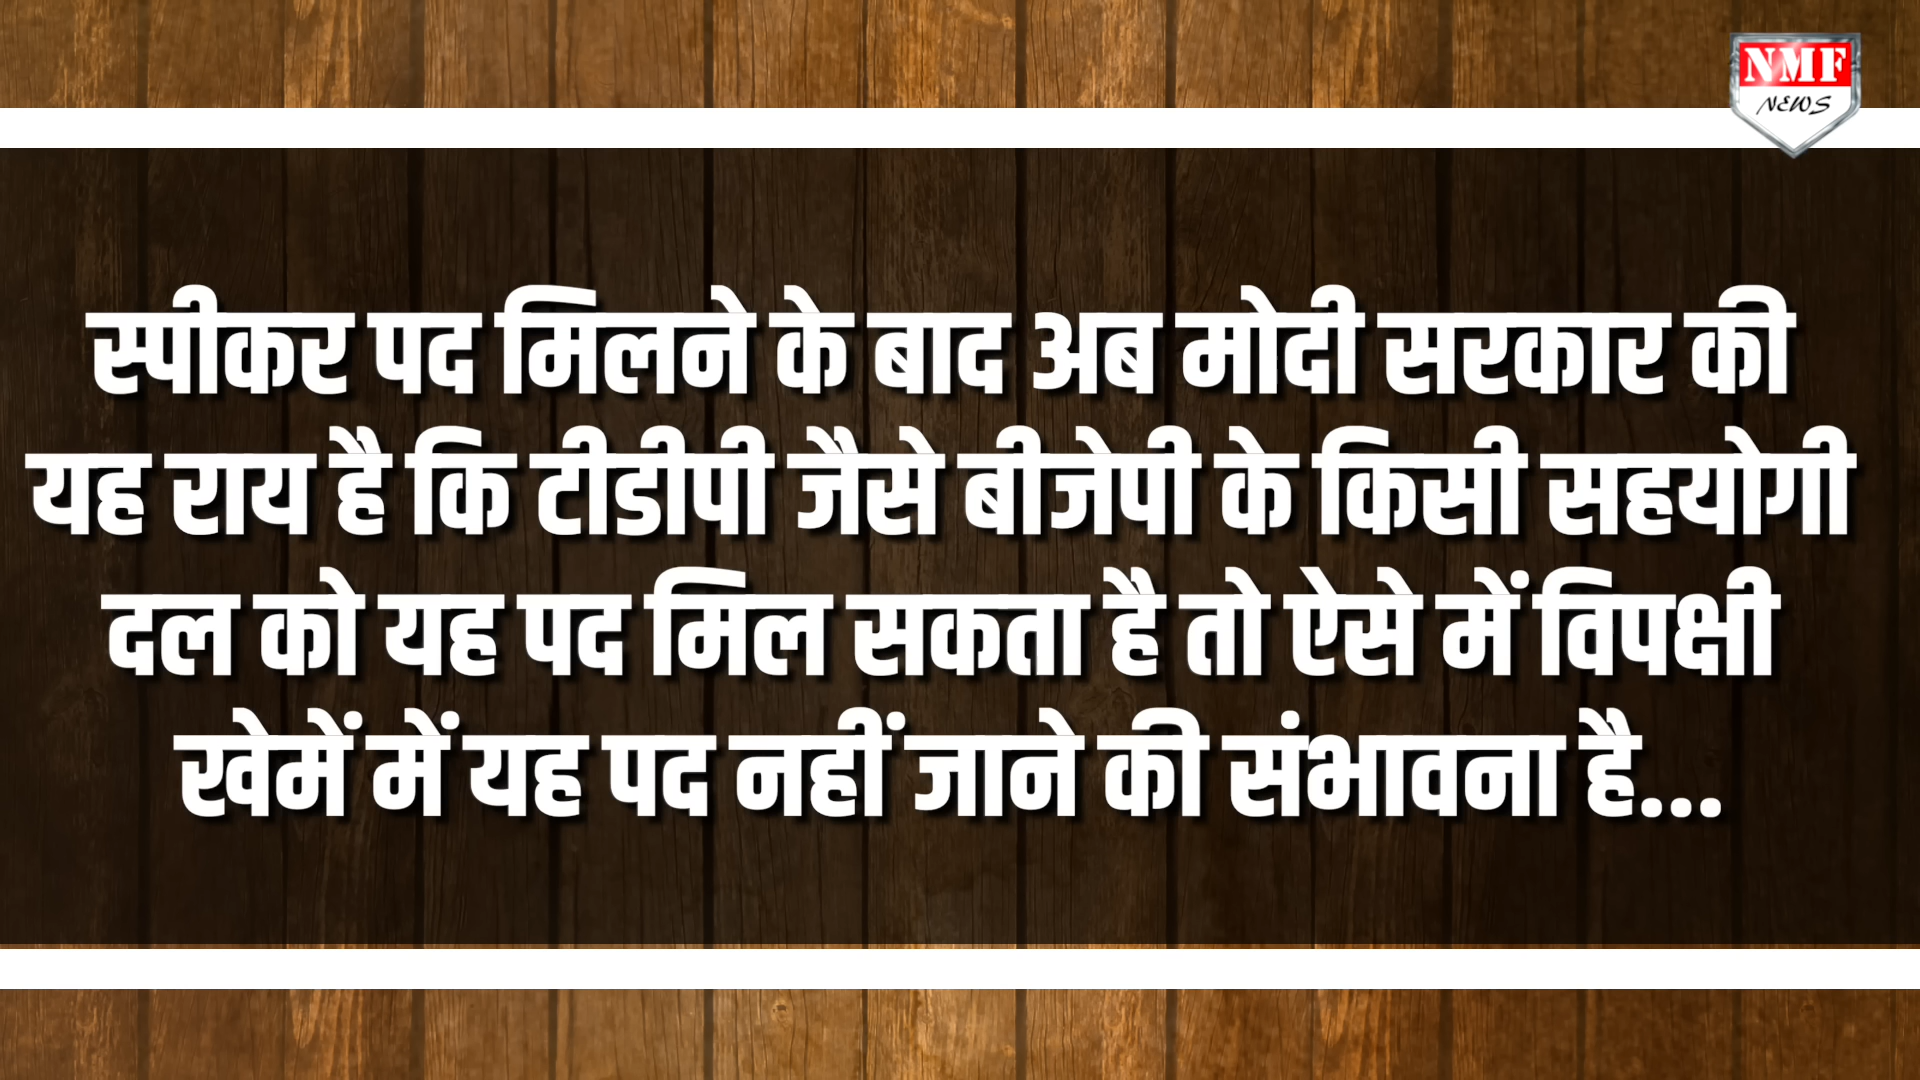 NMF
NEWS
स्पीकर पद मिलने के बाद अब मोदी सरकार की
यह राय है कि टीडीपी जैसे बीजेपी के किसी सहयोगी
दल को यह पद मिल सकता है तो ऐसे में विपक्षी
खेमें में यह पद नहीं जाने की संभावना है...